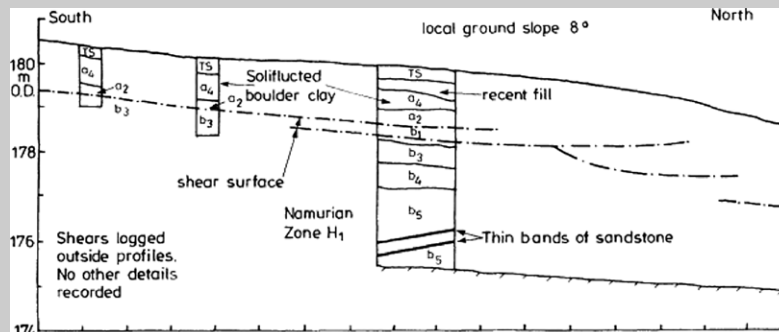 South
local ground slope 8°
North
181
180
m
O.D.
178
176
174
TS
a4
a2
b3
TS
a4
a2
b3
Soliflucted
boulder clay
shear surface
TS
a4
a2
b1
b3
b4
b5
b5
recent fill
Namurian
Zone H1
Thin bands of sandstone
Shears logged
outside profiles.
No other details
recorded